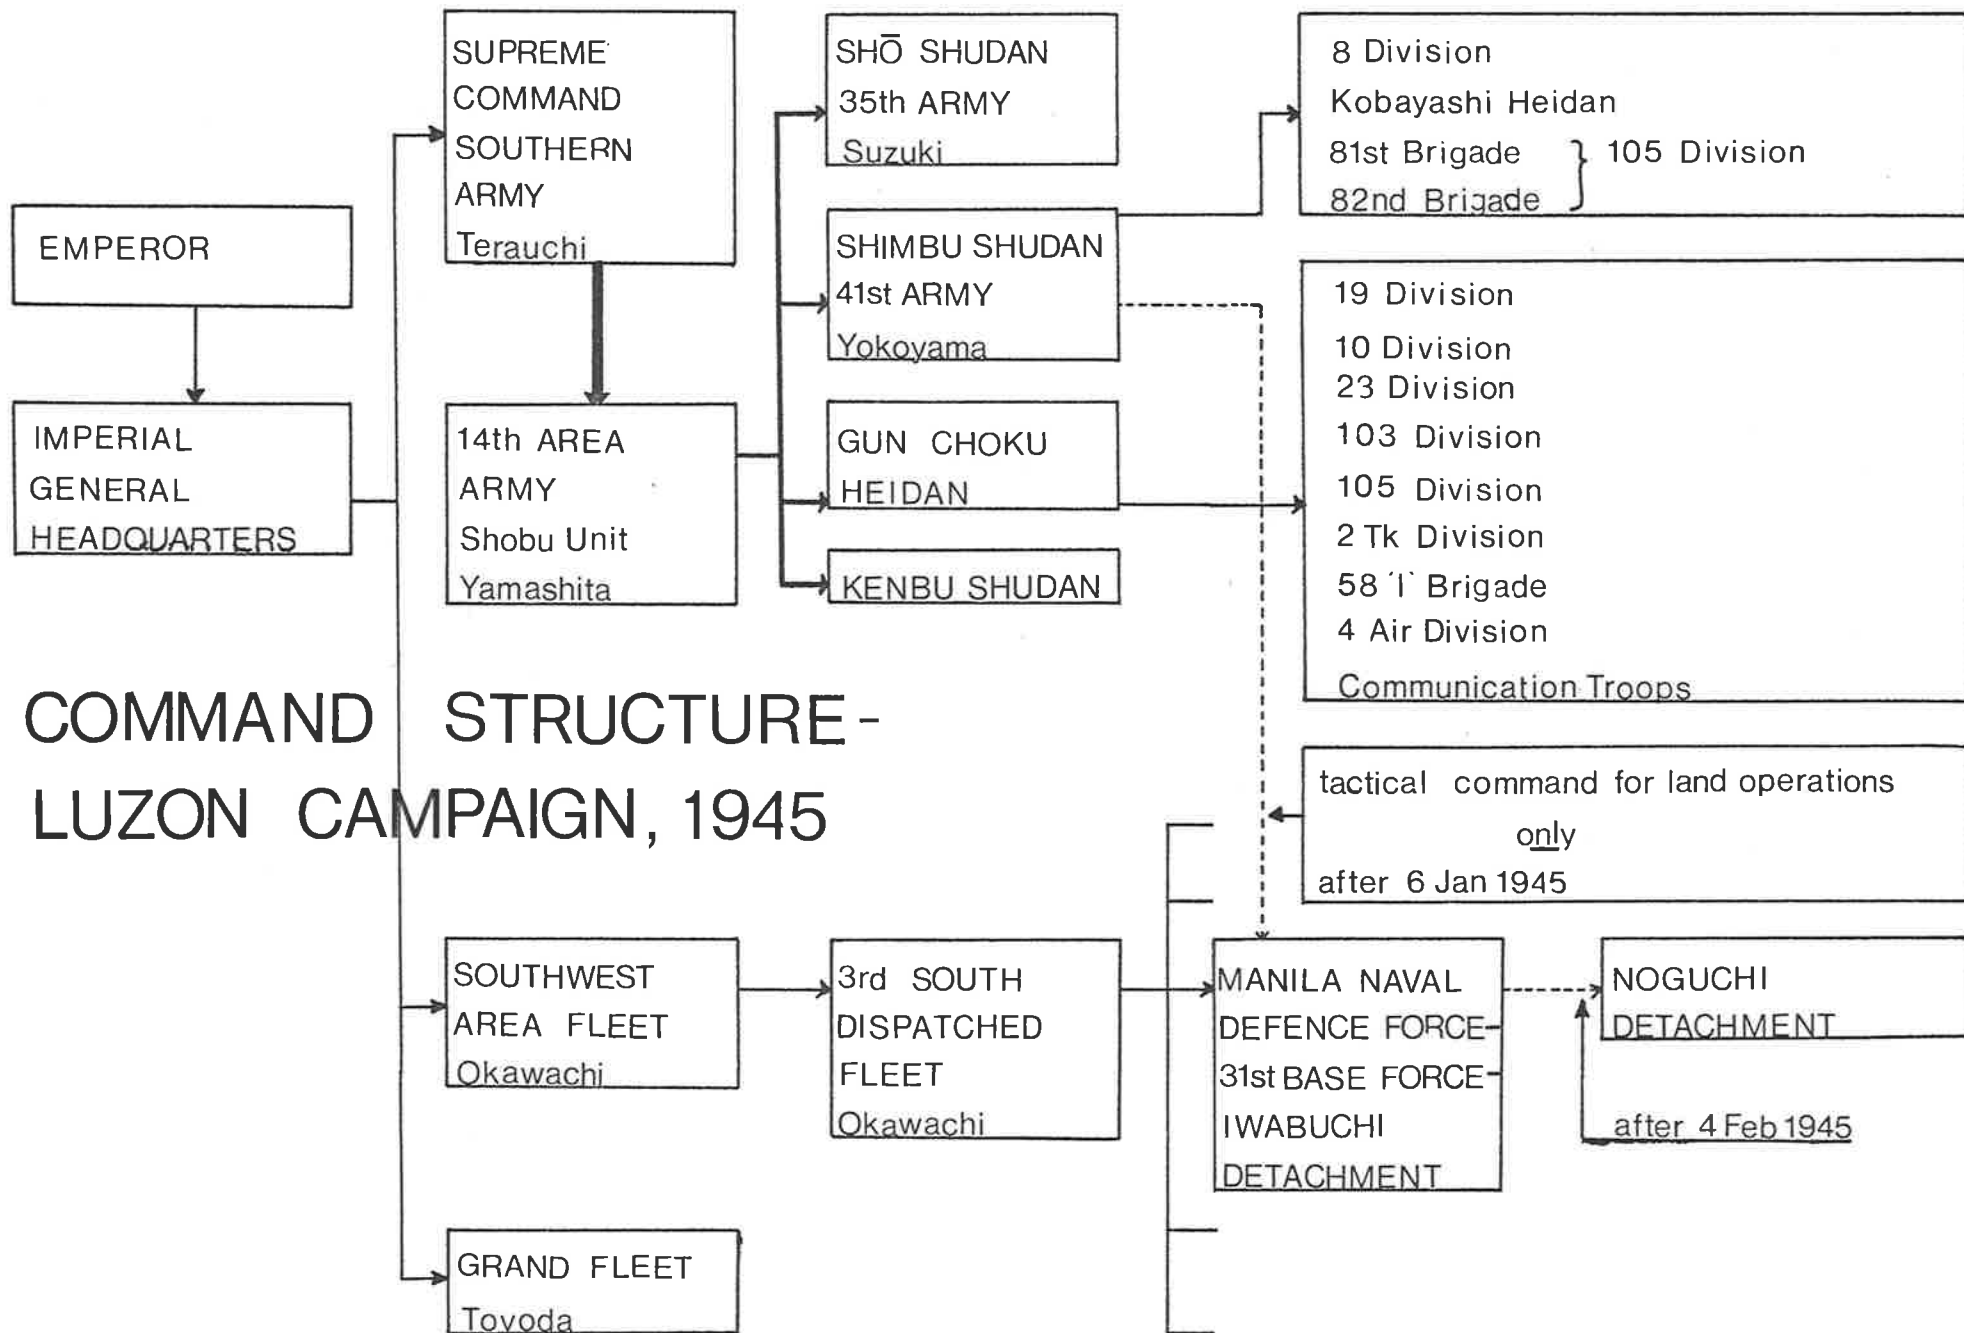 SUPREME
COMMAND
SOUTHERN
ARMY
Terauchi
SHŌ SHUDAN
35th ARMY
Suzuki
8 Division
Kobayashi Heidan
81st Brigade } 105 Division
82nd Brigade
EMPEROR
SHIMBU SHUDAN
41st ARMY
Yokoyama
19 Division
10 Division
23 Division
103 Division
105 Division
2 Tk Division
58 'I' Brigade
4 Air Division
Communication Troops
IMPERIAL
GENERAL
HEADQUARTERS
14th AREA
ARMY
Shobu Unit
Yamashita
GUN CHOKU
HEIDAN
KENBU SHUDAN
COMMAND STRUCTURE-
LUZON CAMPAIGN, 1945
tactical command for land operations
only
after 6 Jan 1945
SOUTHWEST
AREA FLEET
Okawachi
3rd SOUTH
DISPATCHED
FLEET
Okawachi
MANILA NAVAL
DEFENCE FORCE-
31st BASE FORCE-
IWABUCHI
DETACHMENT
NOGUCHI
DETACHMENT
after 4 Feb 1945
GRAND FLEET
Toyoda